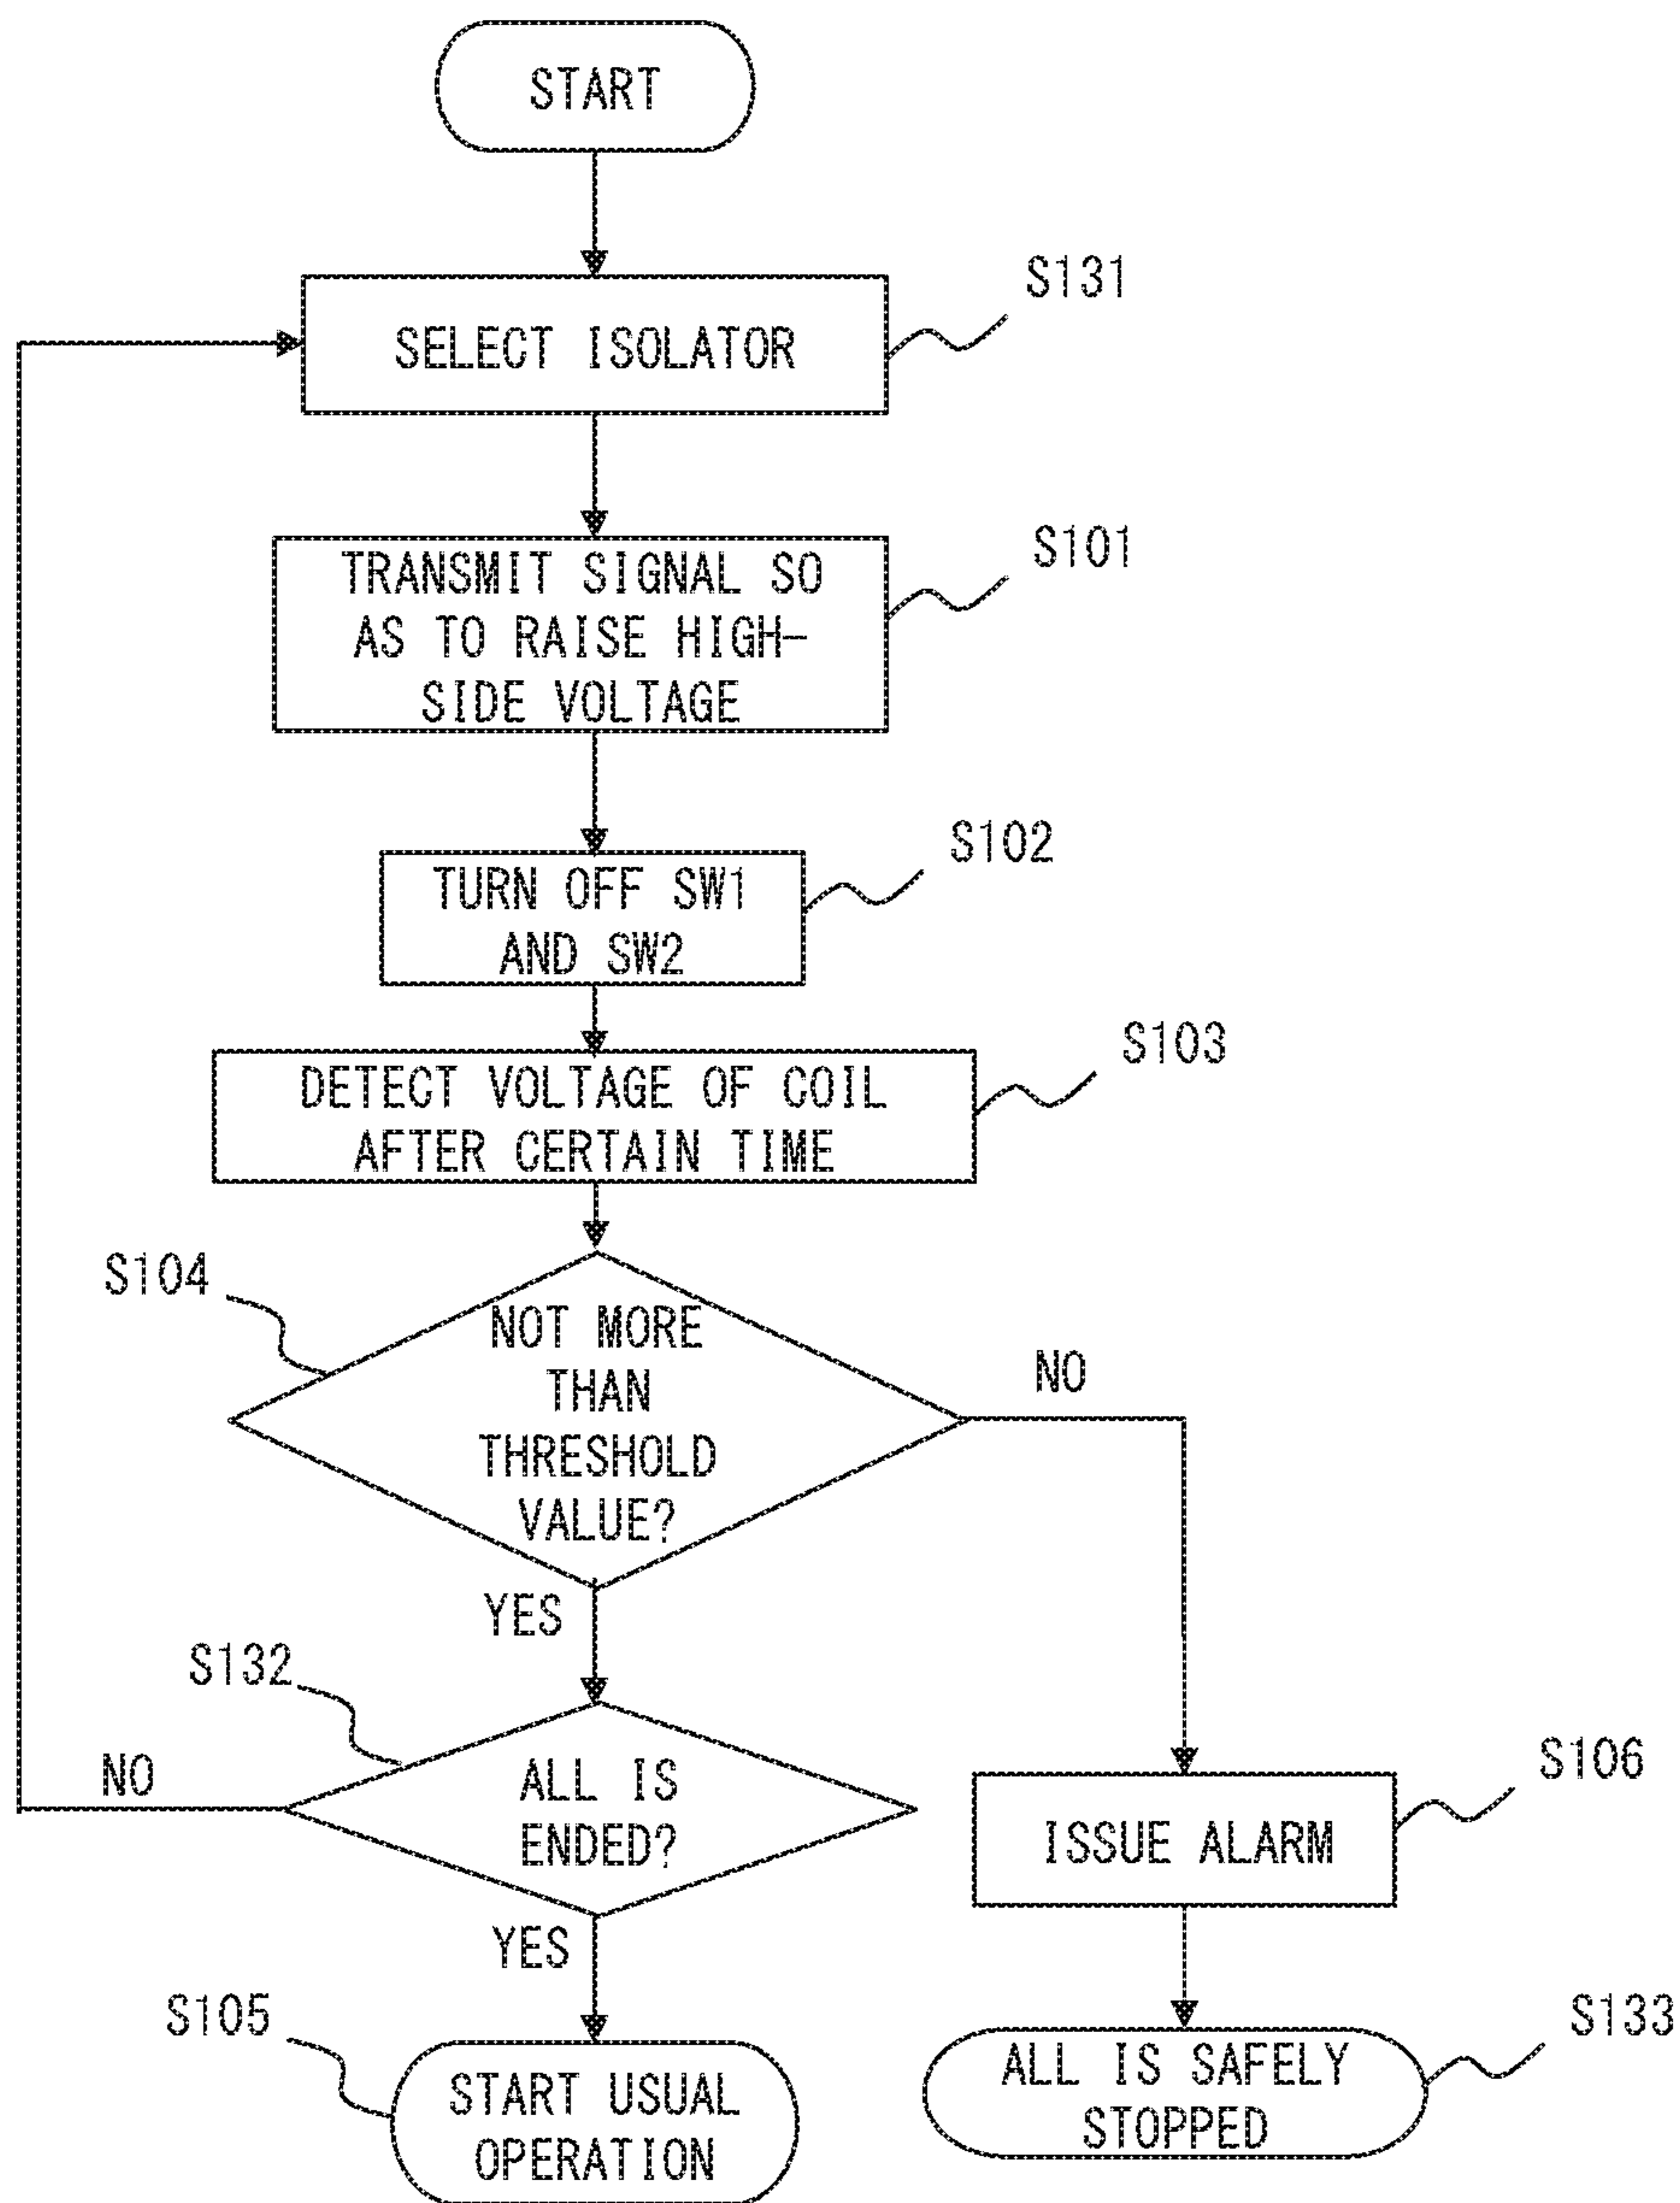 START
S131
SELECT ISOLATOR
S101
TRANSMIT SIGNAL SO
AS TO RAISE HIGH-
SIDE VOLTAGE
S102
TURN OFF SW1
AND SW2
S103
DETECT VOLTAGE OF COIL
AFTER CERTAIN TIME
S104
NOT MORE
THAN
THRESHOLD
VALUE?
NO
YES
S132
ALL IS
ENDED?
NO
YES
S106
ISSUE ALARM
S105
START USUAL
OPERATION
S133
ALL IS SAFELY
STOPPED